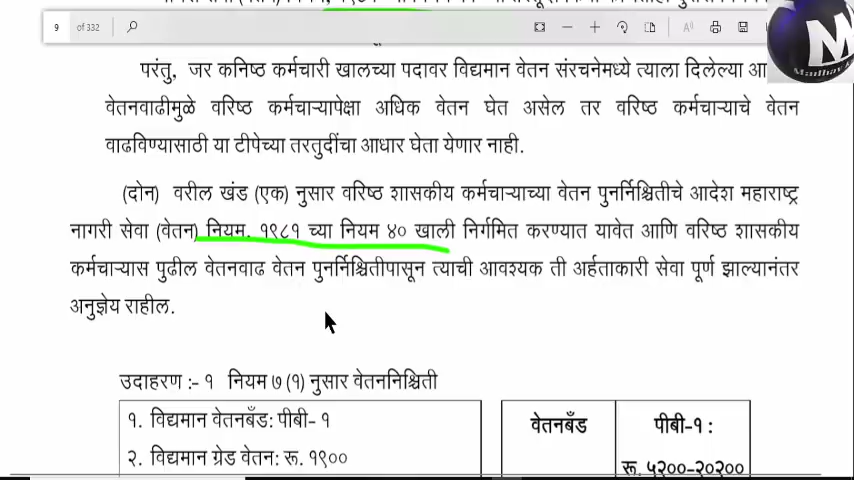 9 of 332
परंतु, जर कनिष्ठ कर्मचारी खालच्या पदावर विद्यमान वेतन संरचनेमध्ये त्याला दिलेल्या
वेतनवाढीमुळे वरिष्ठ कर्मचाऱ्यापेक्षा अधिक वेतन घेत असेल तर वरिष्ठ कर्मचाऱ्याचे वेतन
वाढविण्यासाठी या टीपेच्या तरतुदींचा आधार घेता येणार नाही.
(दोन) वरील खंड (एक) नुसार वरिष्ठ शासकीय कर्मचाऱ्याच्या वेतन पुनर्निश्चितीचे आदेश महाराष्ट्र
नागरी सेवा (वेतन) नियम. १९८१ च्या नियम ४० खाली निर्गमित करण्यात यावेत आणि वरिष्ठ शासकीय
कर्मचाऱ्यास पुढील वेतनवाढ वेतन पुनर्निश्चितीपासून त्याची आवश्यक ती अर्हताकारी सेवा पूर्ण झाल्यानंतर
अनुज्ञेय राहील.
उदाहरण :- १ नियम ७ (१) नुसार वेतननिश्चिती
१. विद्यमान वेतनबँड: पीबी- १
२. विद्यमान ग्रेड वेतन: रू. १९००
वेतनबँड
पीबी-१ :
रू. ५२००-२०२००
M